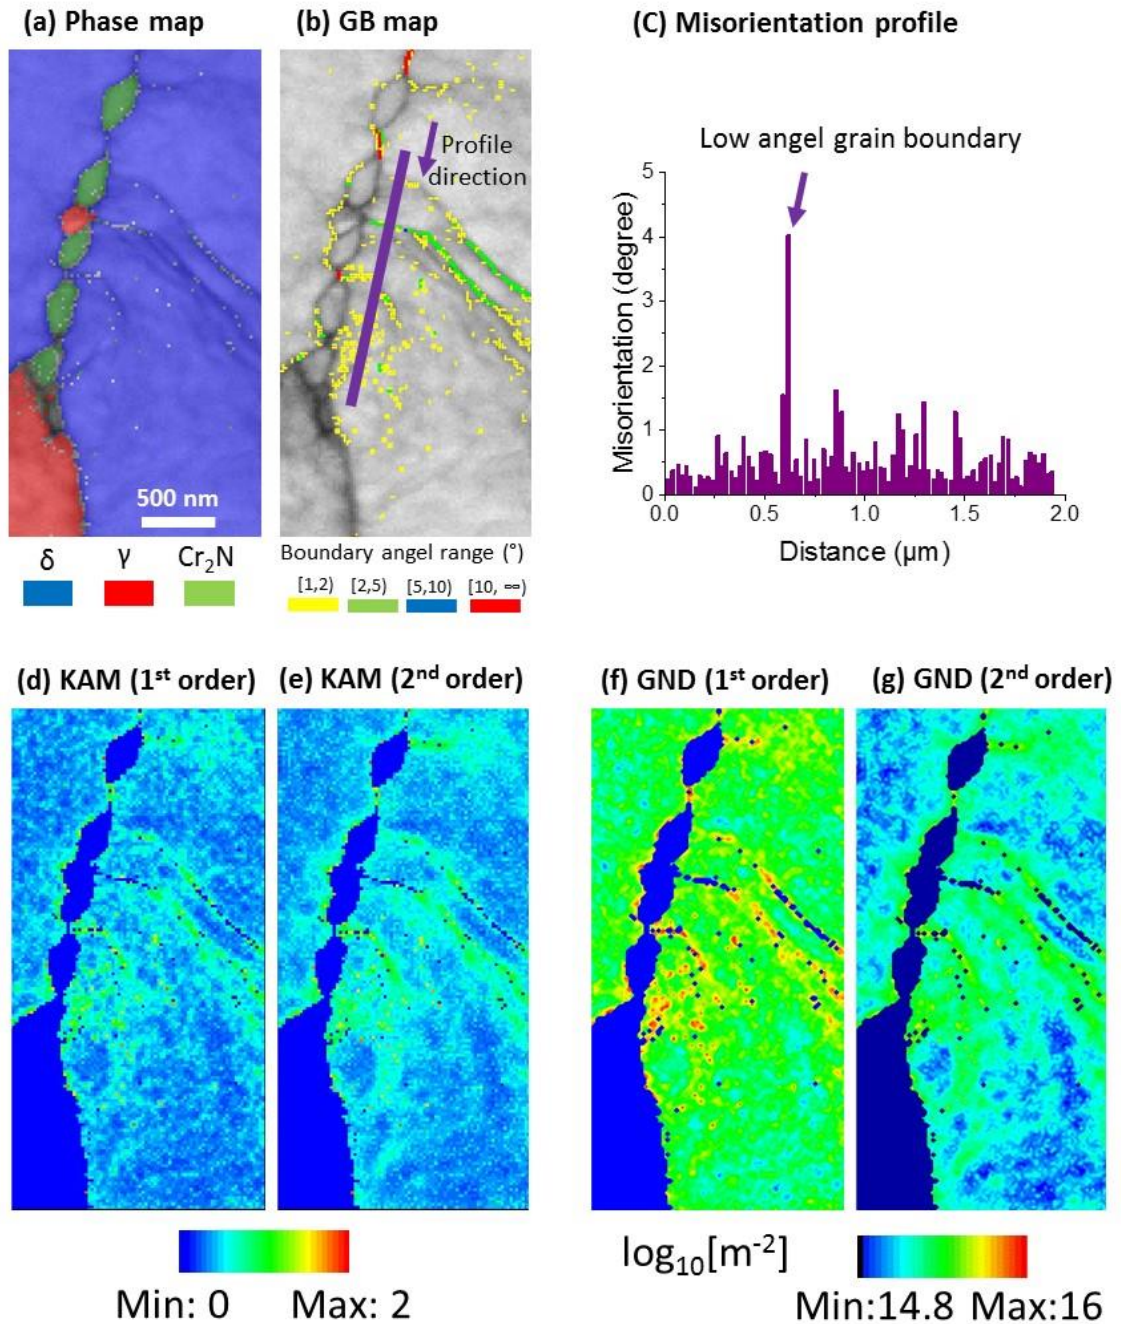 (a) Phase map
(b) GB map
(C) Misorientation profile
Profile
direction
500 nm
δ γ Cr₂N
Boundary angel range (°)
[1,2) [2,5) [5,10) [10, ∞)
Low angel grain boundary
Misorientation (degree)
5
4
3
2
1
0
0.0 0.5 1.0 1.5 2.0
Distance (μm)
(d) KAM (1st order)
(e) KAM (2nd order)
(f) GND (1st order)
(g) GND (2nd order)
Min: 0 Max: 2
log₁₀[m⁻²]
Min:14.8 Max:16